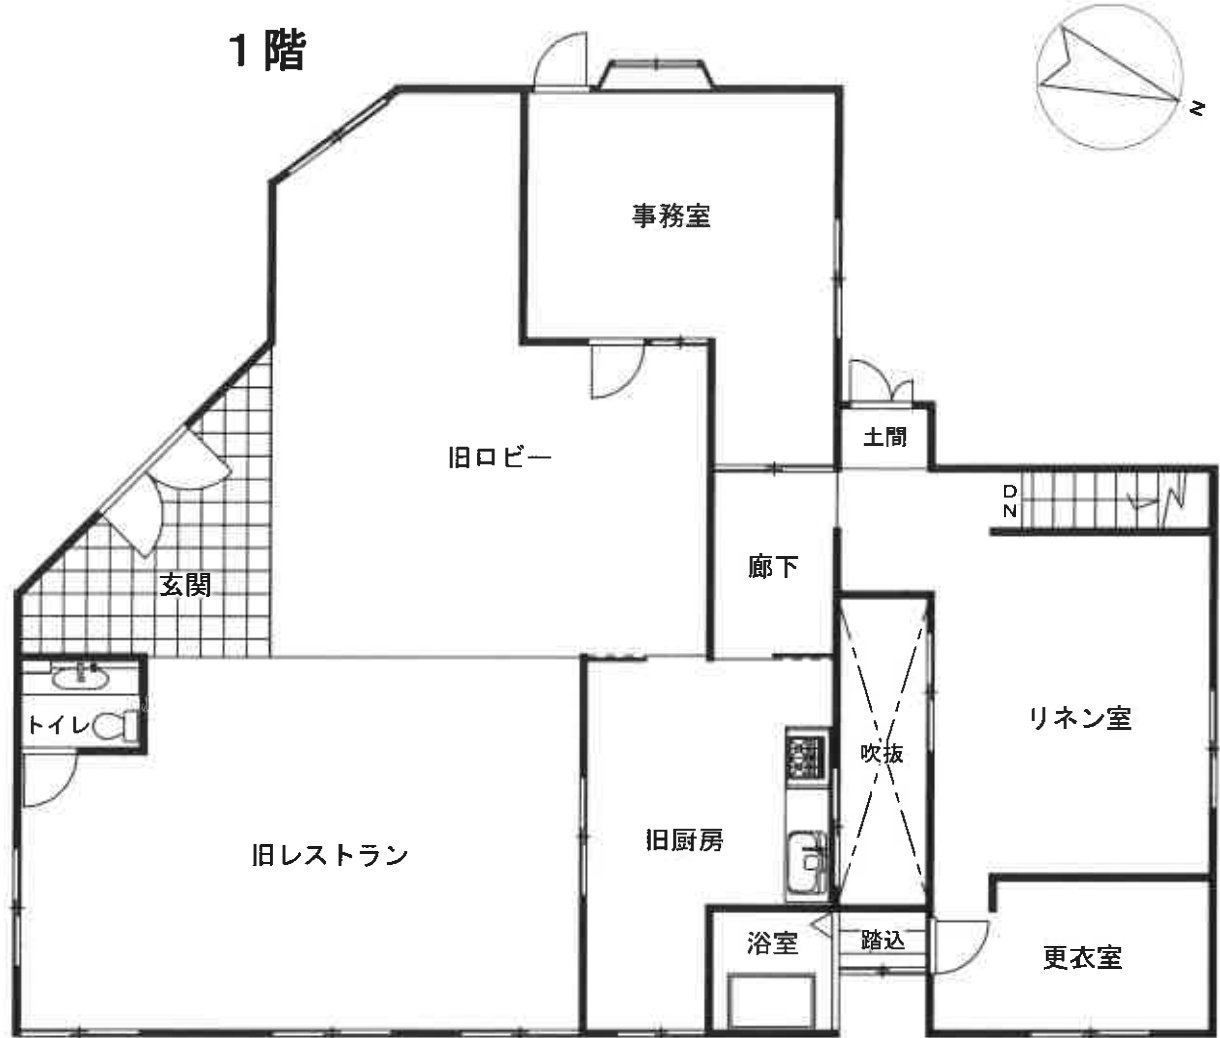 1階
N
事務室
土間
旧ロビー
DN
廊下
玄関
リネン室
トイレ
吹抜
旧厨房
旧レストラン
浴室
踏込
更衣室